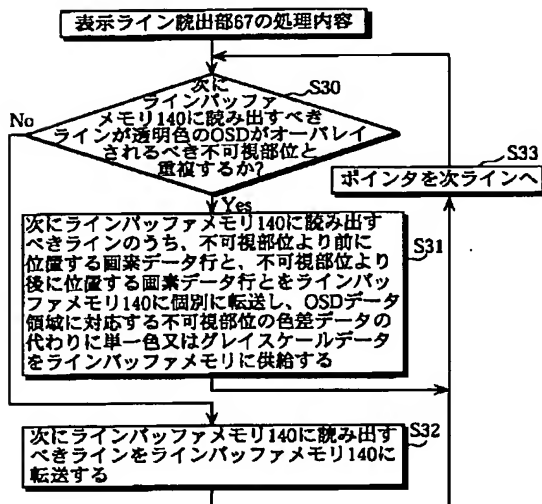 表示ライン読出部67の処理内容
S30
次に
ラインバッファ
メモリ140に読み出すべき
ラインが透明色のOSDがオーバレイ
されるべき不可視部位と
重複するか?
No
Yes
S33
ポインタを次ラインへ
S31
次にラインバッファメモリ140に読み出す
べきラインのうち、不可視部位より前に
位置する画素データ行と、不可視部位より
後に位置する画素データ行とをラインバッ
ファメモリ140に個別に転送し、OSDデータ
領域に対応する不可視部位の色差データの
代わりに単一色又はグレイスケールデータ
をラインバッファメモリに供給する
S32
次にラインバッファメモリ140に読み出す
べきラインをラインバッファメモリ140に
転送する